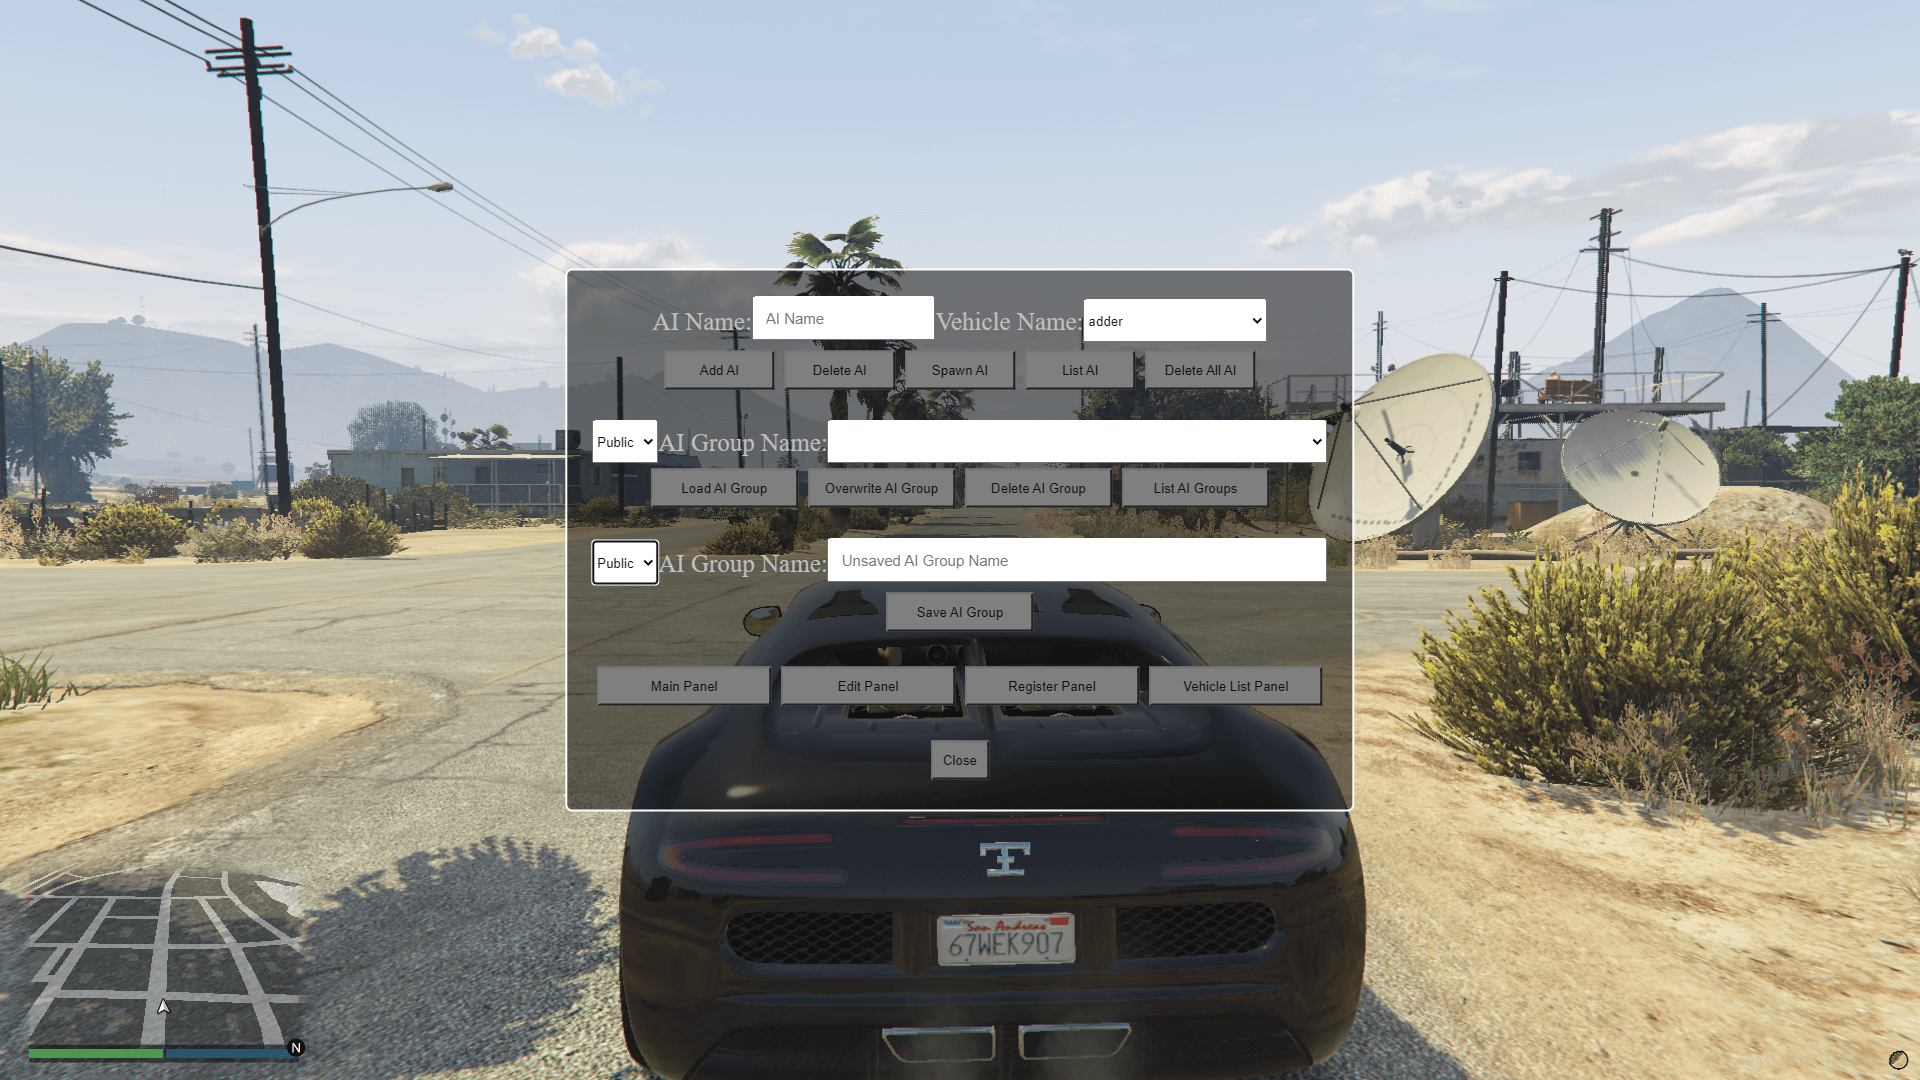 AI Name: AI Name Vehicle Name: adder
Add AI Delete AI Spawn AI List AI Delete All AI
Public AI Group Name:
Load AI Group Overwrite AI Group Delete AI Group List AI Groups
Public AI Group Name: Unsaved AI Group Name
Save AI Group
Main Panel Edit Panel Register Panel Vehicle List Panel
Close
San Andreas
67WEK907
N